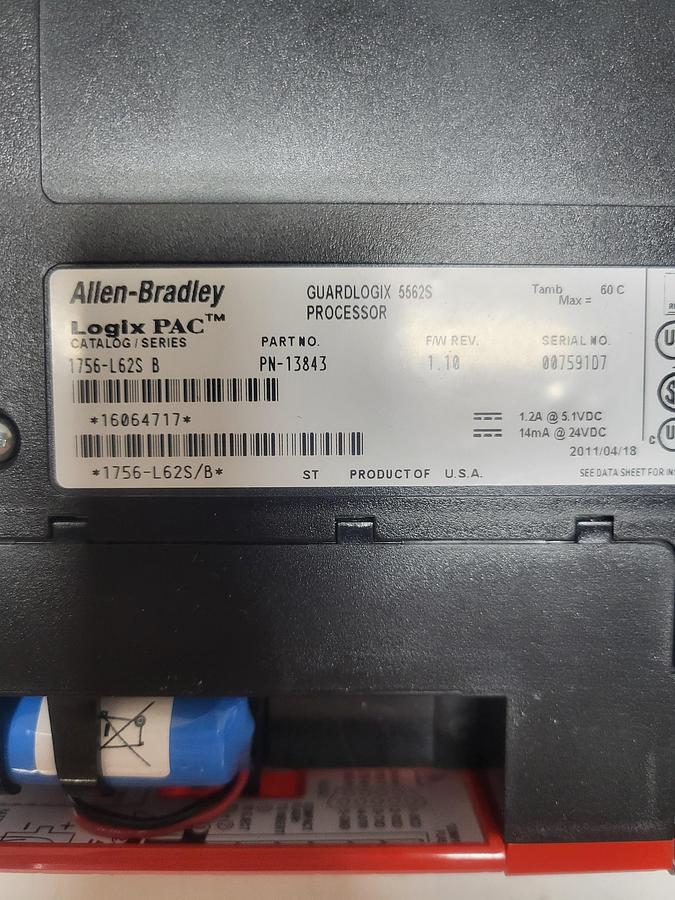 Allen-Bradley
Logix PAC™
GUARDLOGIX 5562S
PROCESSOR
Tamb 60 C
Max =
CATALOG / SERIES
PART NO.
F/W REV.
SERIAL NO.
1756-L62S B
PN-13843
1.10
007591D7
*16064717*
1.2A @ 5.1VDC
14mA @ 24VDC
2011/04/18
*1756-L62S/B*
ST PRODUCT OF U.S.A.
SEE DATA SHEET FOR